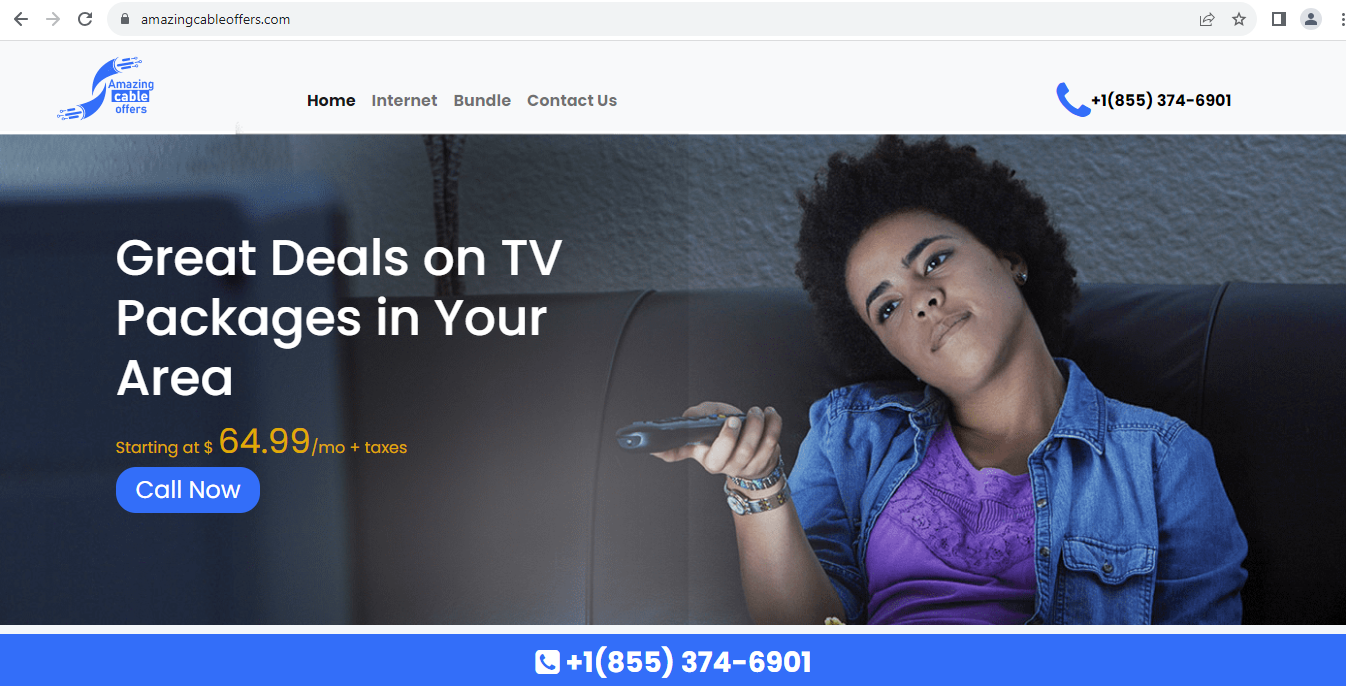 amazingcableoffers.com
Amazing
cable
offers
Home Internet Bundle Contact Us
+1(855) 374-6901
Great Deals on TV
Packages in Your
Area
Starting at $ 64.99/mo + taxes
Call Now
+1(855) 374-6901